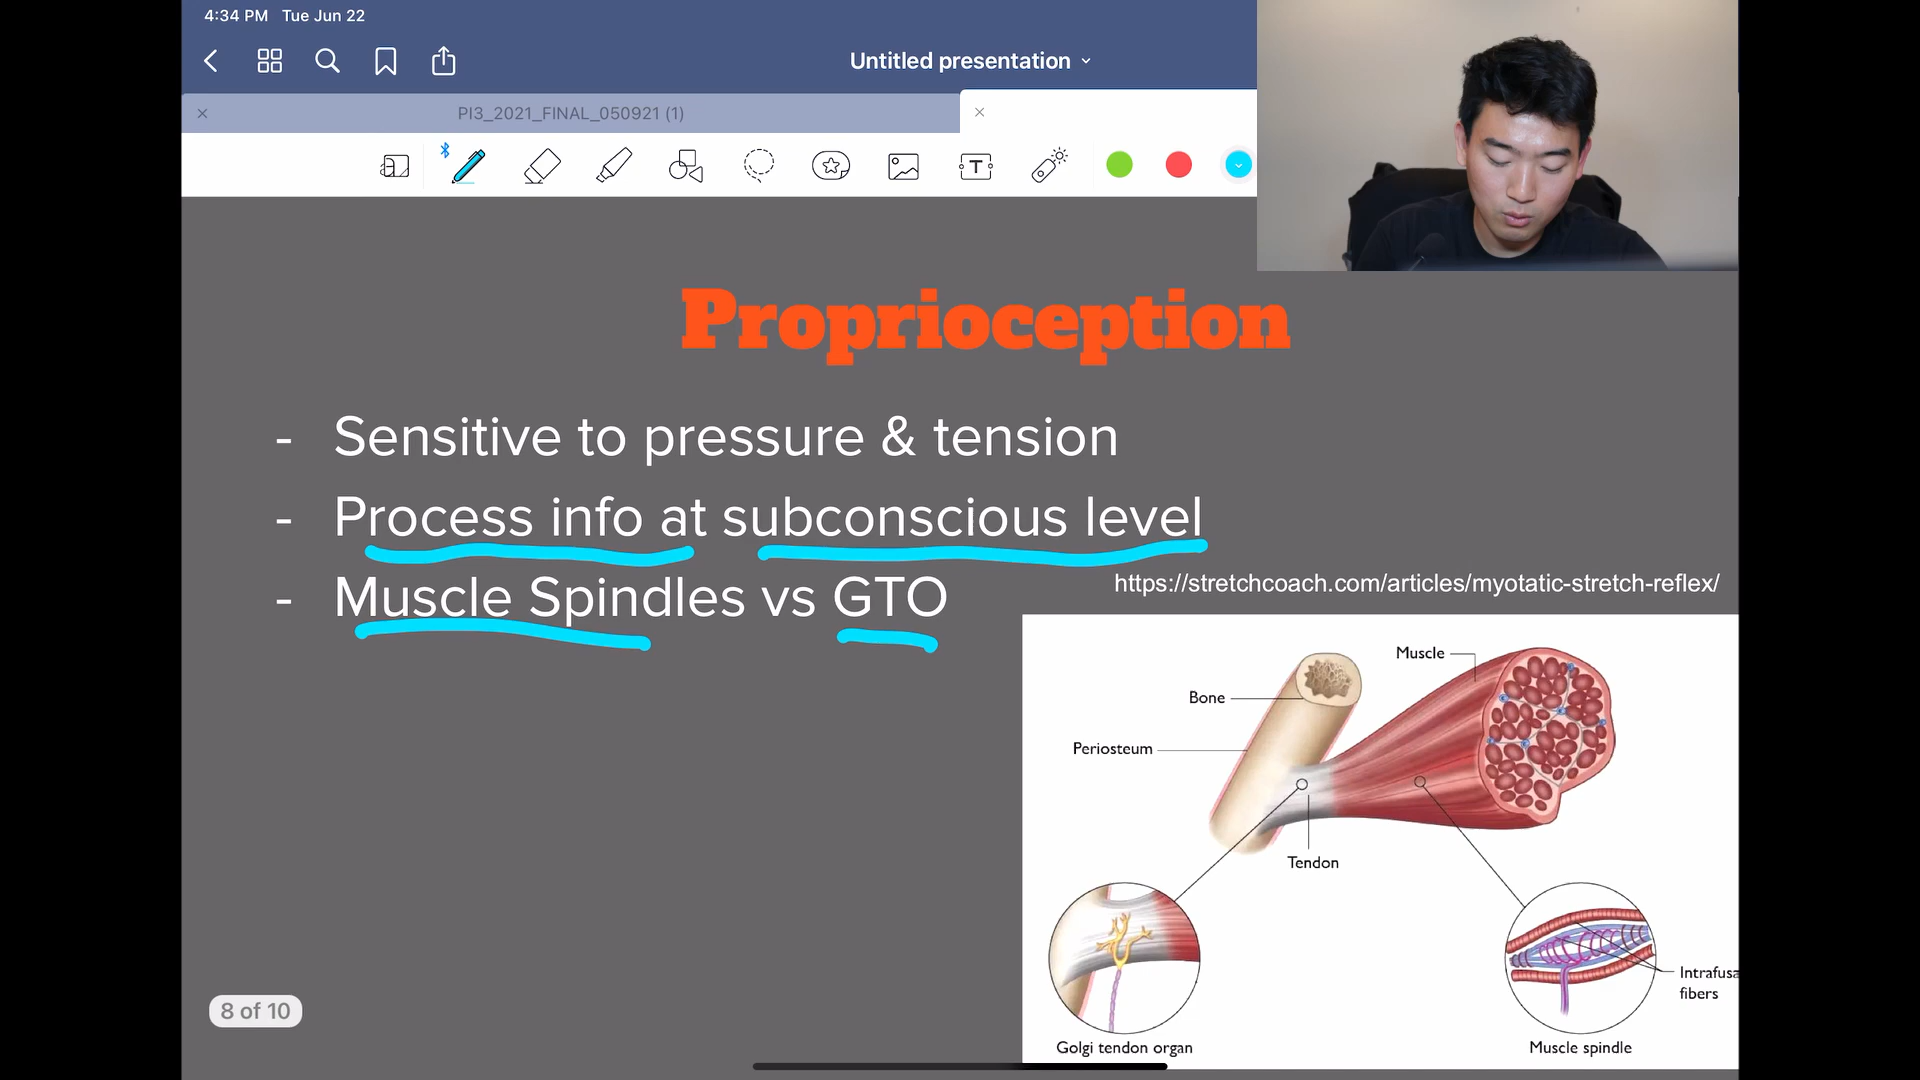 4:34 PM Tue Jun 22
Untitled presentation
PI3_2021_FINAL_050921 (1)
T
Proprioception
- Sensitive to pressure & tension
- Process info at subconscious level
- Muscle Spindles vs GTO
https://stretchcoach.com/articles/myotatic-stretch-reflex/
Muscle
Bone
Periosteum
Tendon
Intrafusa
fibers
Golgi tendon organ
Muscle spindle
8 of 10